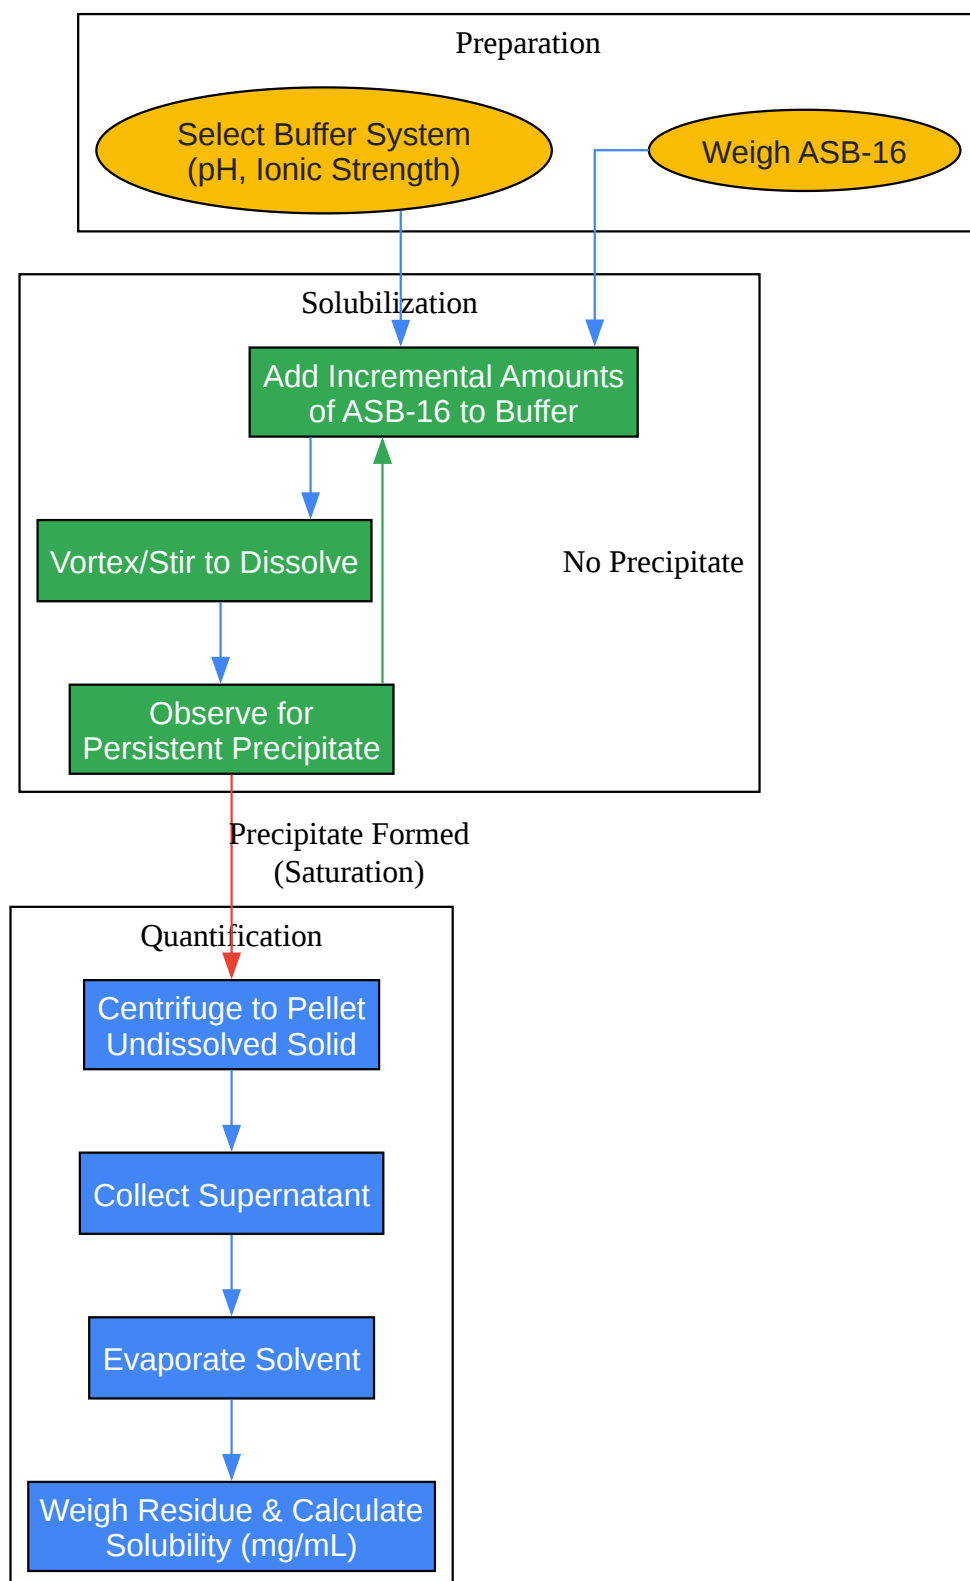 Preparation
Select Buffer System
(pH, Ionic Strength)
Weigh ASB-16
Solubilization
Add Incremental Amounts
of ASB-16 to Buffer
Vortex/Stir to Dissolve
No Precipitate
Observe for
Persistent Precipitate
Precipitate Formed
(Saturation)
Quantification
Centrifuge to Pellet
Undissolved Solid
Collect Supernatant
Evaporate Solvent
Weigh Residue & Calculate
Solubility (mg/mL)